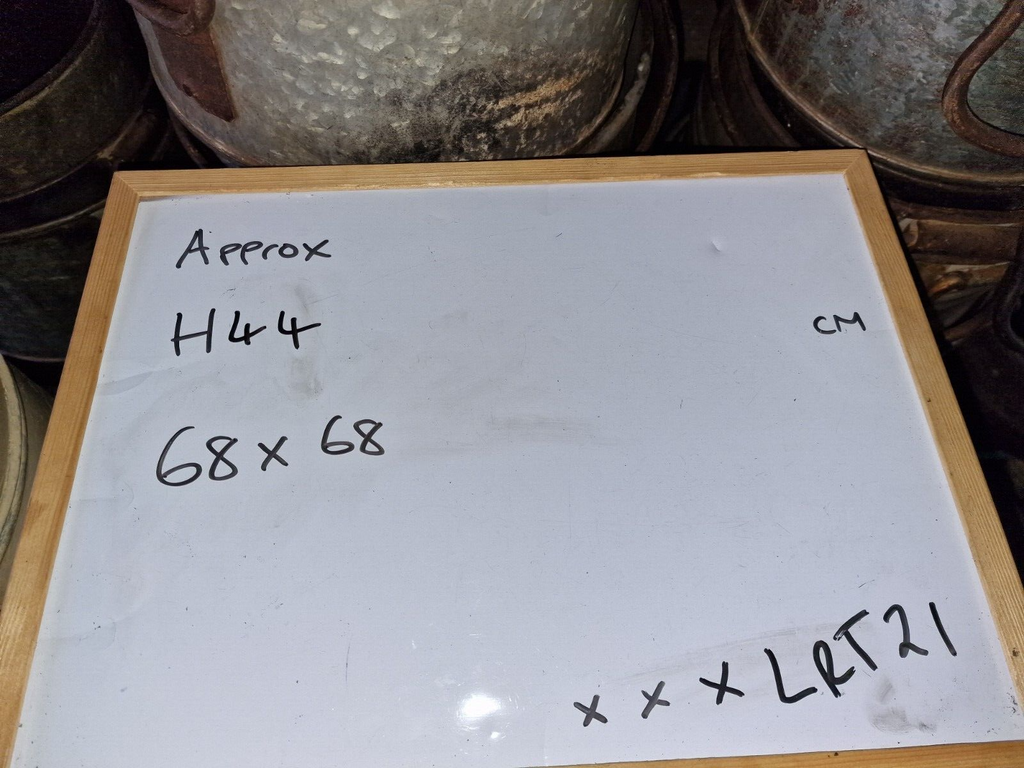 Approx
H44
CM
68 x 68
x x x LRT21